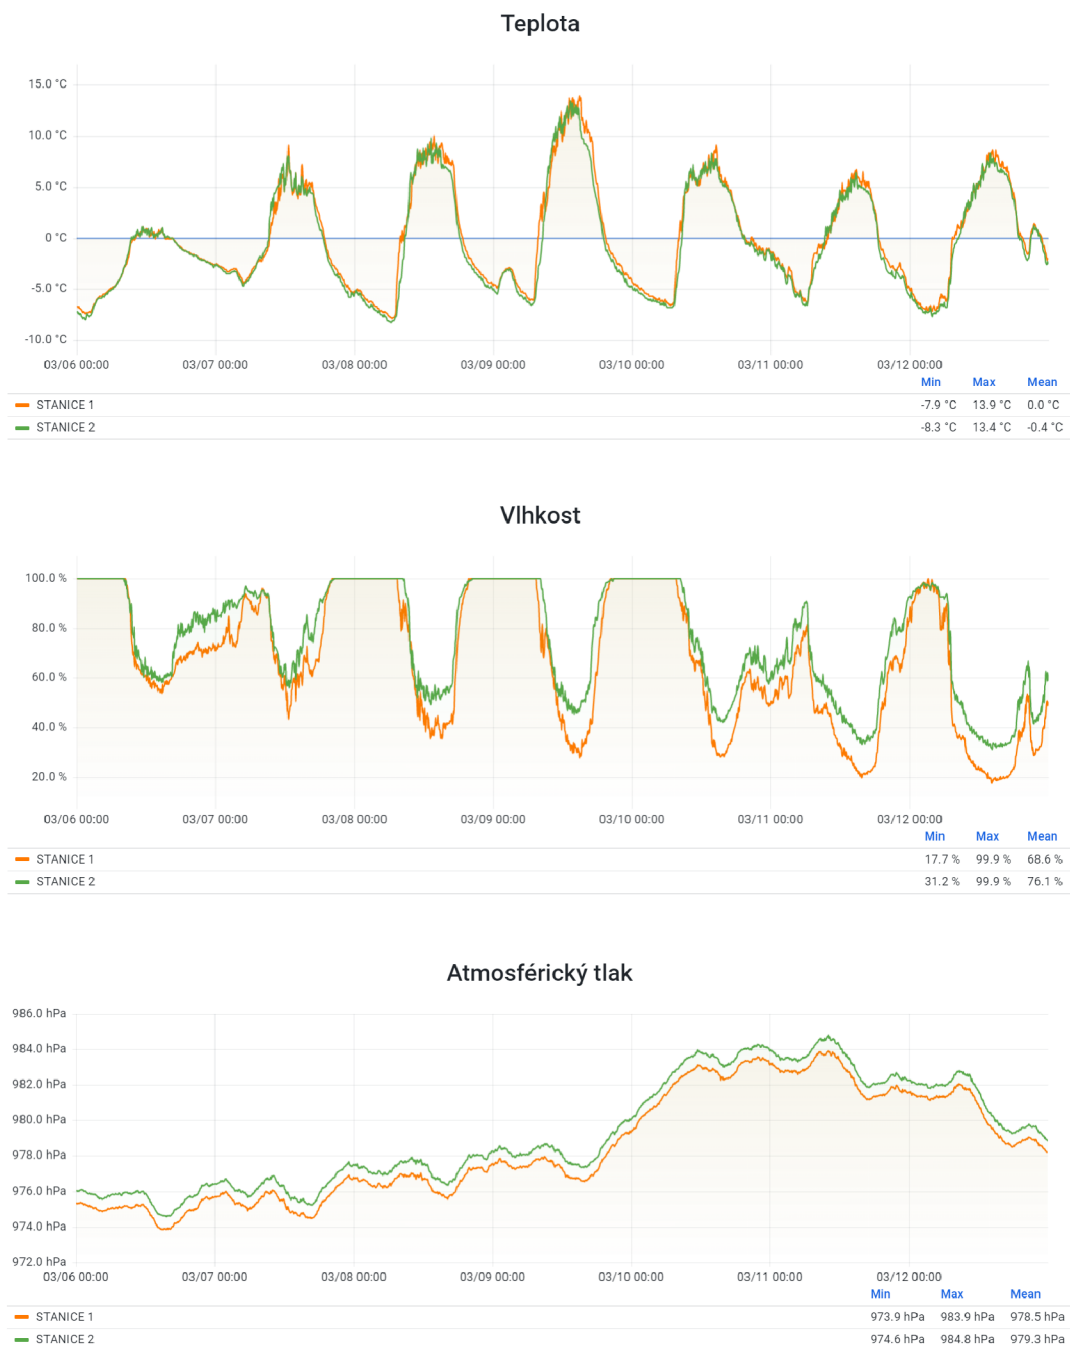 Teplota
15.0 °C
10.0 °C
5.0 °C
0 °C
-5.0 °C
-10.0 °C
03/06 00:00 03/07 00:00 03/08 00:00 03/09 00:00 03/10 00:00 03/11 00:00 03/12 00:00
Min Max Mean
STANICE 1 -7.9 °C 13.9 °C 0.0 °C
STANICE 2 -8.3 °C 13.4 °C -0.4 °C
Vlhkost
100.0 %
80.0 %
60.0 %
40.0 %
20.0 %
03/06 00:00 03/07 00:00 03/08 00:00 03/09 00:00 03/10 00:00 03/11 00:00 03/12 00:00
Min Max Mean
STANICE 1 17.7 % 99.9 % 68.6 %
STANICE 2 31.2 % 99.9 % 76.1 %
Atmosférický tlak
986.0 hPa
984.0 hPa
982.0 hPa
980.0 hPa
978.0 hPa
976.0 hPa
974.0 hPa
972.0 hPa
03/06 00:00 03/07 00:00 03/08 00:00 03/09 00:00 03/10 00:00 03/11 00:00 03/12 00:00
Min Max Mean
STANICE 1 973.9 hPa 983.9 hPa 978.5 hPa
STANICE 2 974.6 hPa 984.8 hPa 979.3 hPa